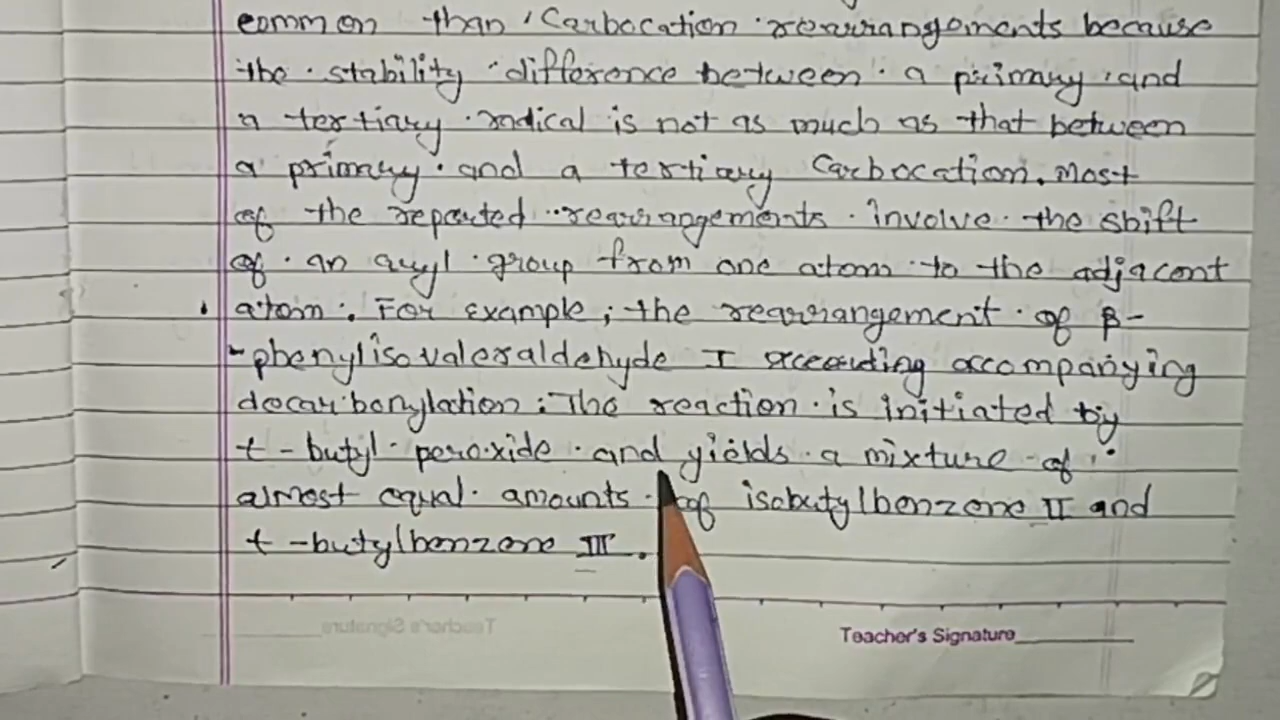 common than carbocation rearrangements because
the stability difference between a primary and
a tertiary radical is not as much as that between
a primary and a tertiary carbocation. Most
of the reported rearrangements involve the shift
of an aryl group from one atom to the adjacent
atom. For example; the rearrangement of β-
-phenylisovaleraldehyde I accompanying
decarbonylation: The reaction is initiated by
t-butyl peroxide and yields a mixture of
almost equal amounts of isobutylbenzene II and
t-butylbenzene III.
Teacher's Signature
Teacher's Signature